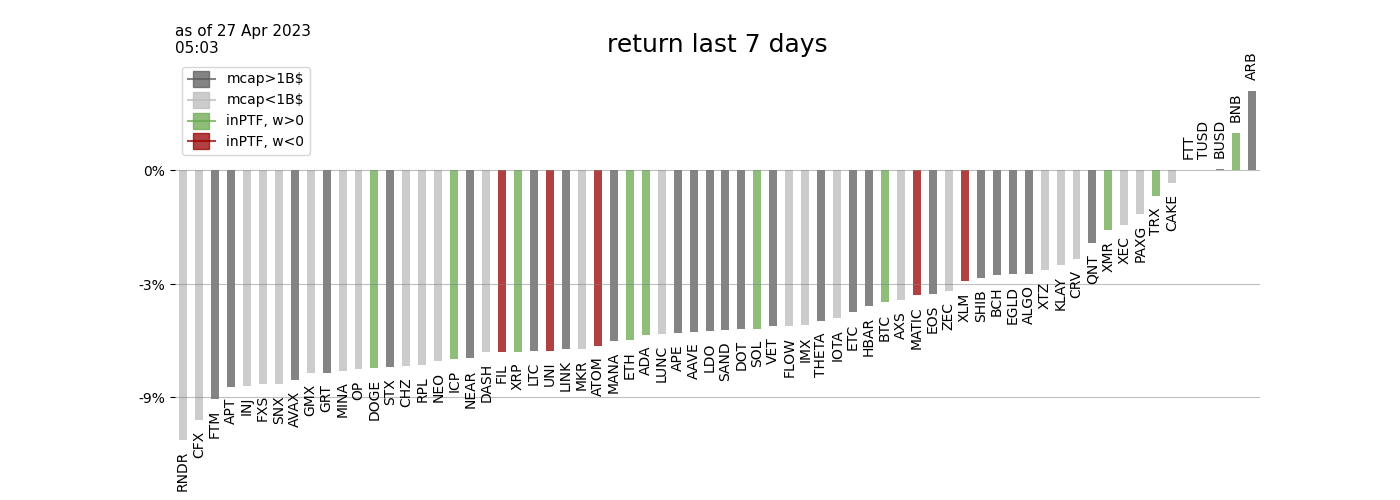 as of 27 Apr 2023
05:03
return last 7 days
mcap>1B$
mcap<1B$
inPTF, w>0
inPTF, w<0
0%
-3%
-9%
RNDR
CFX
FTM
APT
INJ
FXS
SNX
AVAX
GMX
GRT
MINA
OP
DOGE
STX
CHZ
RPL
NEO
ICP
NEAR
DASH
FIL
XRP
LTC
UNI
LINK
MKR
ATOM
MANA
ETH
ADA
LUNC
APE
AAVE
LDO
SAND
DOT
SOL
VET
FLOW
IMX
THETA
IOTA
ETC
HBAR
BTC
AXS
MATIC
EOS
ZEC
XLM
SHIB
BCH
EGLD
ALGO
XTZ
KLAY
CRV
QNT
XMR
XEC
PAXG
TRX
CAKE
FTT
TUSD
BUSD
BNB
ARB